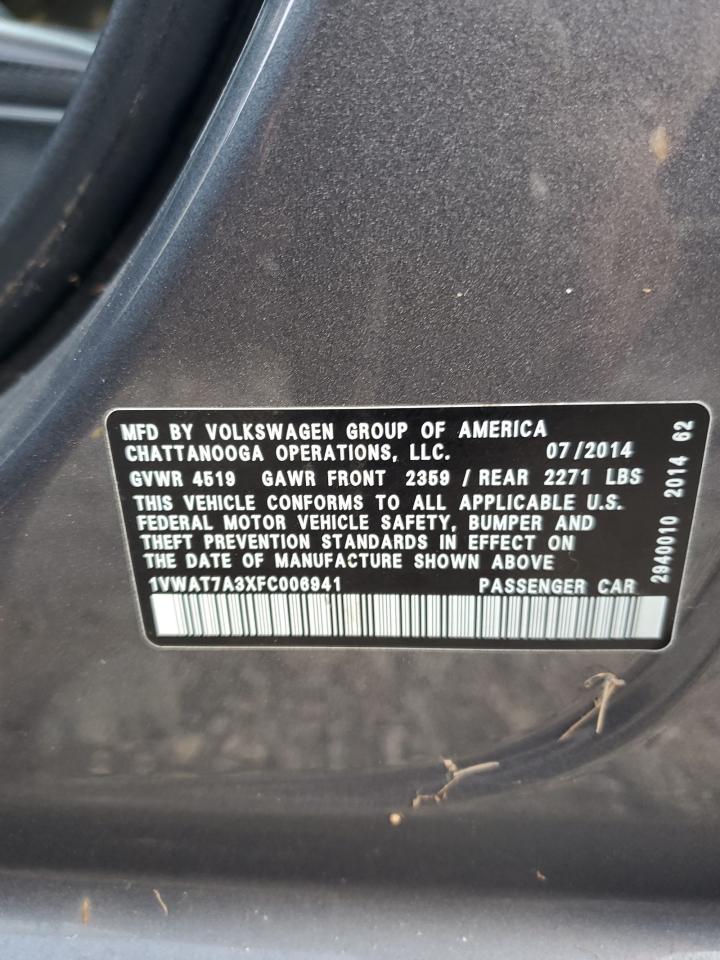 MFD BY VOLKSWAGEN GROUP OF AMERICA
CHATTANOOGA OPERATIONS, LLC. 07/2014
GVWR 4519 GAWR FRONT 2359 / REAR 2271 LBS
THIS VEHICLE CONFORMS TO ALL APPLICABLE U.S.
FEDERAL MOTOR VEHICLE SAFETY, BUMPER AND
THEFT PREVENTION STANDARDS IN EFFECT ON
THE DATE OF MANUFACTURE SHOWN ABOVE
1VWAT7A3XFC006941 PASSENGER CAR
2940010 2014 62